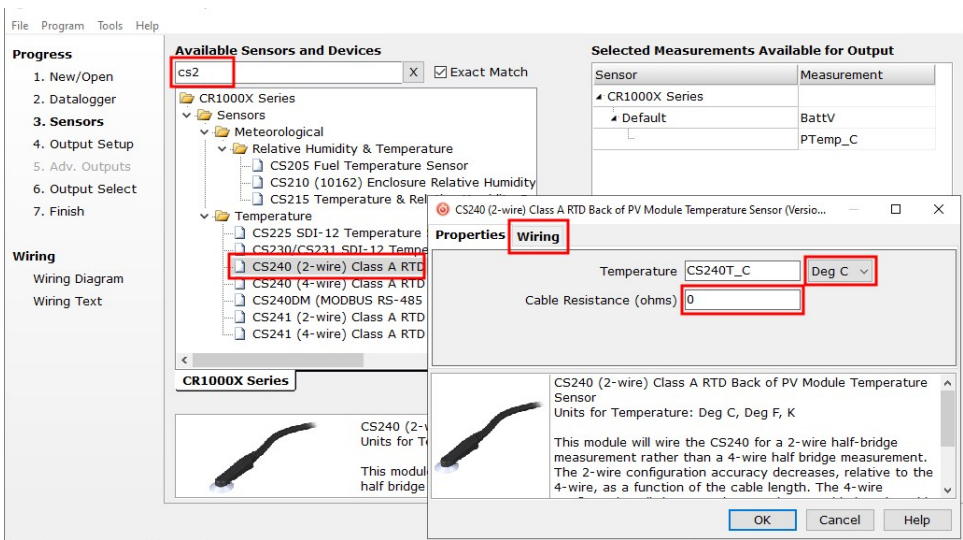 File Program Tools Help
Progress
1. New/Open
2. Datalogger
3. Sensors
4. Output Setup
5. Adv. Outputs
6. Output Select
7. Finish
Wiring
Wiring Diagram
Wiring Text
Available Sensors and Devices
cs2 X Exact Match
CR1000X Series
Sensors
Meteorological
Relative Humidity & Temperature
CS205 Fuel Temperature Sensor
CS210 (10162) Enclosure Relative Humidity
CS215 Temperature & Rel
Temperature
CS225 SDI-12 Temperature
CS230/CS231 SDI-12 Tempe
CS240 (2-wire) Class A RTD
CS240 (4-wire) Class A RTD
CS240DM (MODBUS RS-485
CS241 (2-wire) Class A RTD
CS241 (4-wire) Class A RTD
CR1000X Series
CS240 (2-w
Units for Te
This modul
half bridge
Selected Measurements Available for Output
Sensor Measurement
CR1000X Series
Default BattV
PTemp_C
CS240 (2-wire) Class A RTD Back of PV Module Temperature Sensor (Versio...
Properties Wiring
Temperature CS240T_C Deg C
Cable Resistance (ohms) 0
CS240 (2-wire) Class A RTD Back of PV Module Temperature
Sensor
Units for Temperature: Deg C, Deg F, K
This module will wire the CS240 for a 2-wire half-bridge
measurement rather than a 4-wire half bridge measurement.
The 2-wire configuration accuracy decreases, relative to the
4-wire, as a function of the cable length. The 4-wire
OK Cancel Help